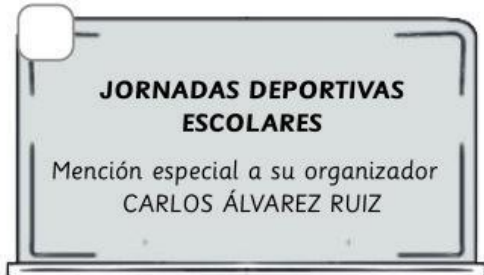 JORNADAS DEPORTIVAS
ESCOLARES
Mención especial a su organizador
CARLOS ÁLVAREZ RUIZ